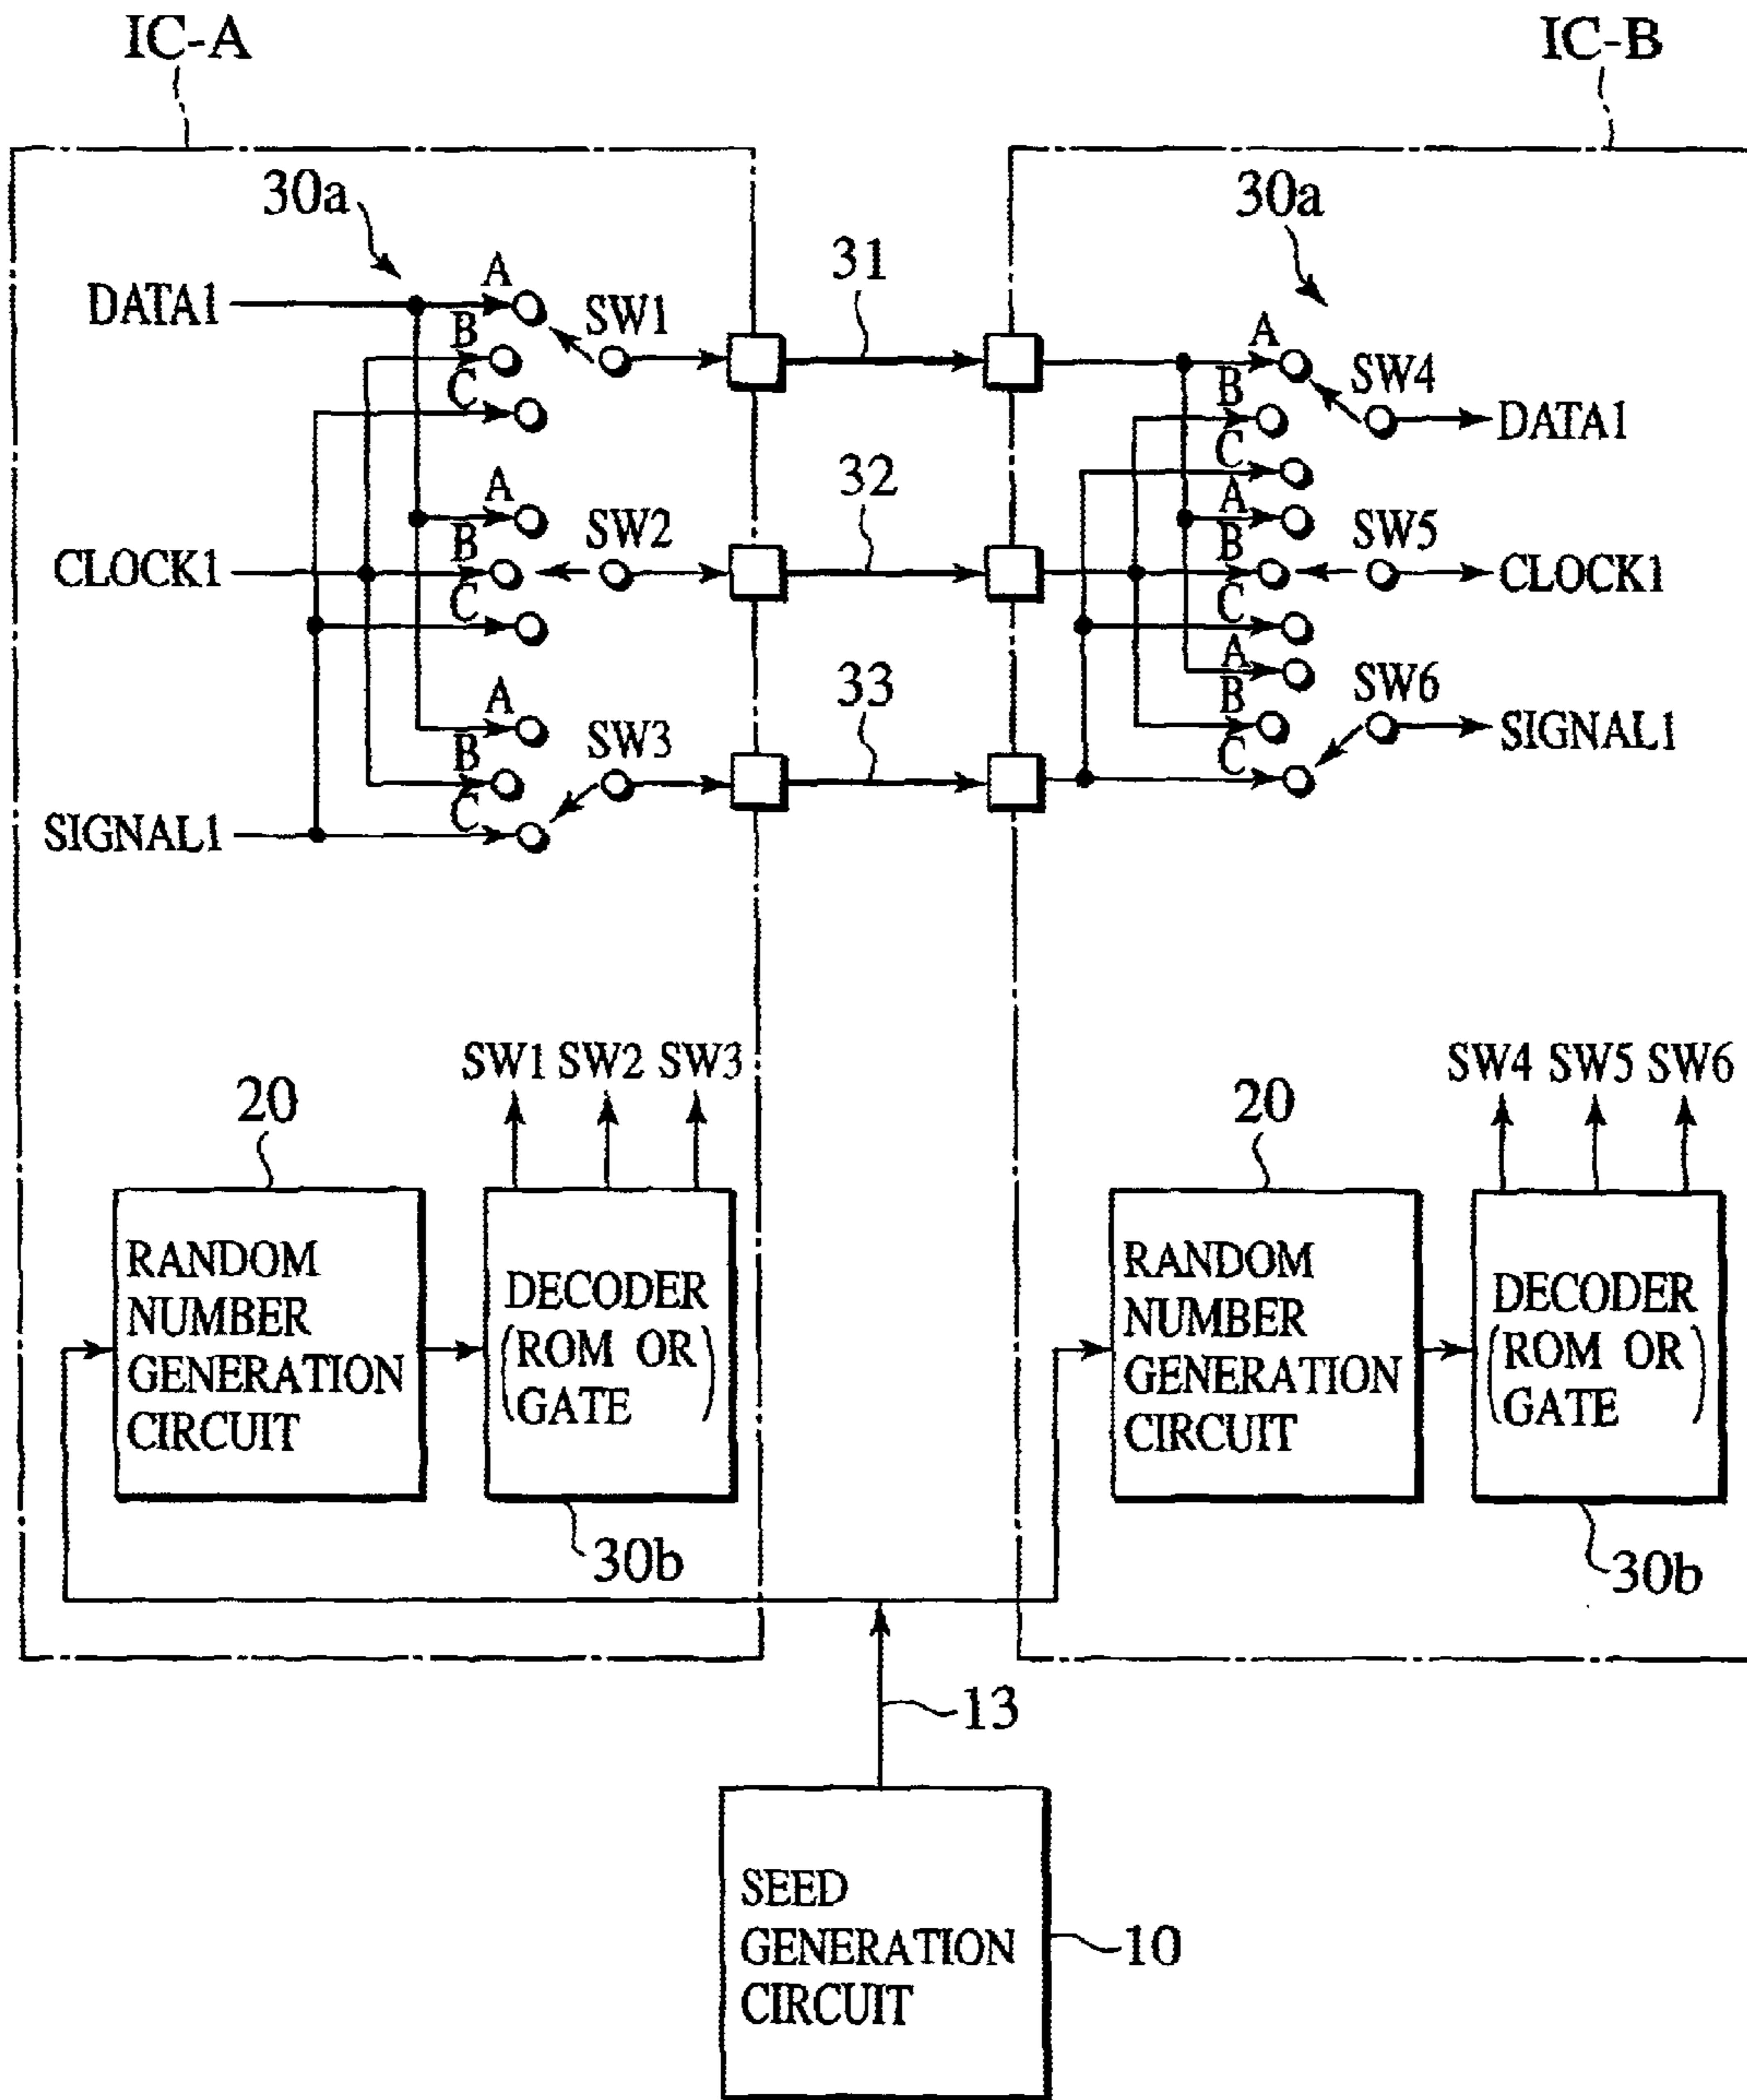 IC-A
IC-B
30a
30a
DATA1
A
B
C
SW1
31
A
B
C
SW4
DATA1
CLOCK1
A
B
C
SW2
32
A
B
C
SW5
CLOCK1
SIGNAL1
A
B
C
SW3
33
A
B
C
SW6
SIGNAL1
SW1 SW2 SW3
SW4 SW5 SW6
20
RANDOM
NUMBER
GENERATION
CIRCUIT
DECODER
(ROM OR)
GATE
30b
20
RANDOM
NUMBER
GENERATION
CIRCUIT
DECODER
(ROM OR)
GATE
30b
13
SEED
GENERATION
CIRCUIT
10